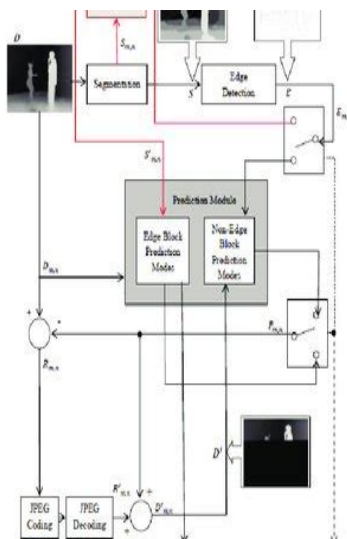 D
S m,n
Segmentation
S
Edge
Detection
E
E m
S' m,n
Prediction Module
Edge Block
Prediction
Modes
Non-Edge
Block
Prediction
Modes
D m,n
+
-
P m,n
R m,n
D'
JPEG
Coding
JPEG
Decoding
R' m,n
+
+
D' m,n